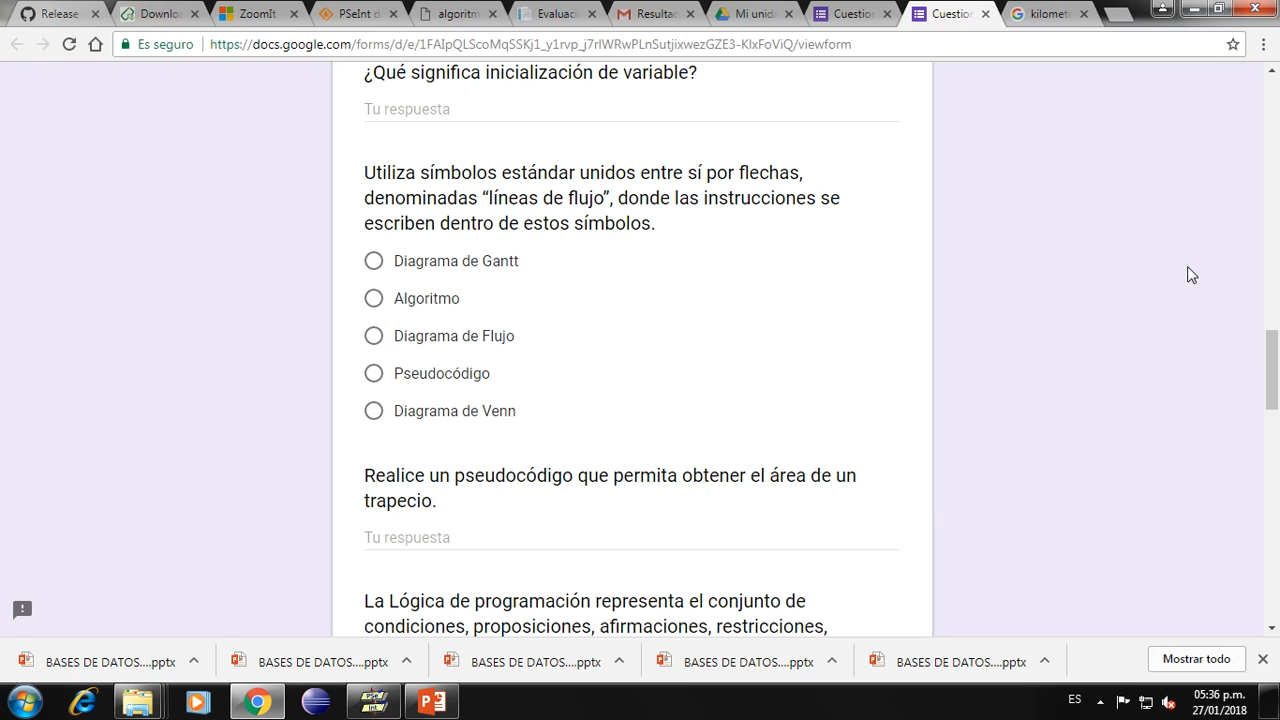 Release
Downlo
ZoomIt
PSeInt d
algoritm
Evaluaci
Resultac
Mi unida
Cuestion
Cuestion
kilometr
Es seguro
https://docs.google.com/forms/d/e/1FAIpQLScoMqSSKj1_y1rvp_j7rlWRwPLnSutjixwezGZE3-KlxFoViQ/viewform
¿Qué significa inicialización de variable?
Tu respuesta
Utiliza símbolos estándar unidos entre sí por flechas,
denominadas “líneas de flujo”, donde las instrucciones se
escriben dentro de estos símbolos.
Diagrama de Gantt
Algoritmo
Diagrama de Flujo
Pseudocódigo
Diagrama de Venn
Realice un pseudocódigo que permita obtener el área de un
trapecio.
Tu respuesta
La Lógica de programación representa el conjunto de
condiciones, proposiciones, afirmaciones, restricciones,
BASES DE DATOS....pptx
BASES DE DATOS....pptx
BASES DE DATOS....pptx
BASES DE DATOS....pptx
BASES DE DATOS....pptx
Mostrar todo
ES
05:36 p.m.
27/01/2018